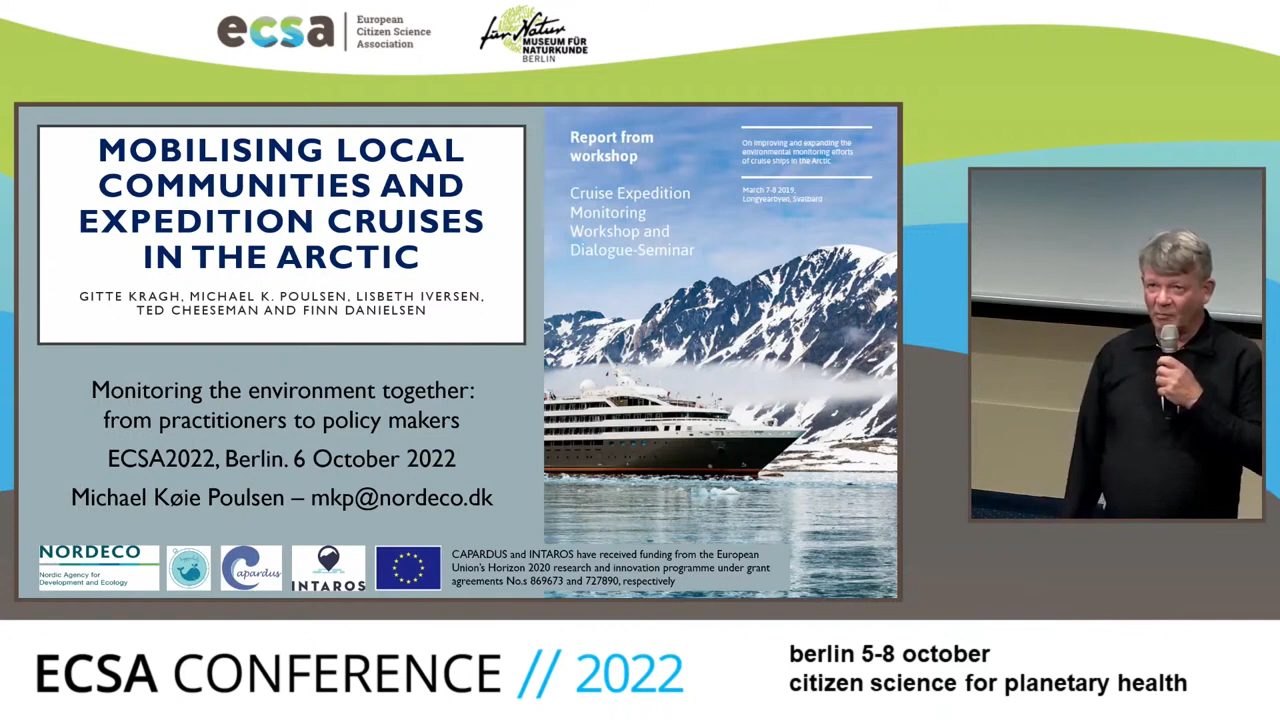 ecsa
European
Citizen Science
Association
für Natur
MUSEUM FÜR
NATURKUNDE
BERLIN
MOBILISING LOCAL
COMMUNITIES AND
EXPEDITION CRUISES
IN THE ARCTIC
GITTE KRAGH, MICHAEL K. POULSEN, LISBETH IVERSEN,
TED CHEESEMAN AND FINN DANIELSEN
Monitoring the environment together:
from practitioners to policy makers
ECSA2022, Berlin. 6 October 2022
Michael Køie Poulsen – mkp@nordeco.dk
NORDECO
Nordic Agency for
Development and Ecology
Capardus
INTAROS
CAPARDUS and INTAROS have received funding from the European
Union's Horizon 2020 research and innovation programme under grant
agreements No.s 869673 and 727890, respectively
Report from
workshop
Cruise Expedition
Monitoring
Workshop and
Dialogue-Seminar
On improving and expanding the
environmental monitoring efforts
of cruise ships in the Arctic
March 7-8 2019,
Longyearbyen, Svalbard
ECSA CONFERENCE // 2022
berlin 5-8 october
citizen science for planetary health